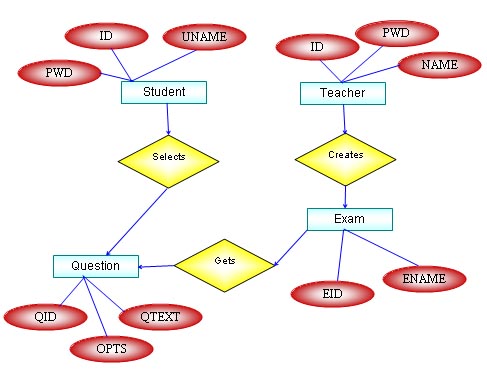 ID
UNAME
PWD
Student
PWD
ID
NAME
Teacher
Selects
Creates
Exam
Gets
Question
EID
ENAME
QID
QTEXT
OPTS